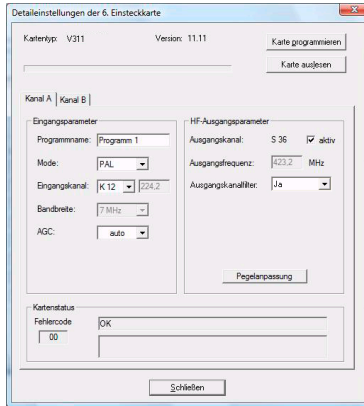 Detaileinstellungen der 6. Einsteckkarte
Kartentyp: V311 Version: 11.11 Karte programmieren
Karte auslesen
Kanal A Kanal B
Eingangsparameter HF-Ausgangsparameter
Programmname: Programm 1 Ausgangskanal: S 36 aktiv
Mode: PAL Ausgangsfrequenz: 423,2 MHz
Eingangskanal: K 12 224,2 Ausgangskanalfilter: Ja
Bandbreite: 7 MHz
AGC: auto
Pegelanpassung
Kartenstatus
Fehlercode OK
00
Schließen